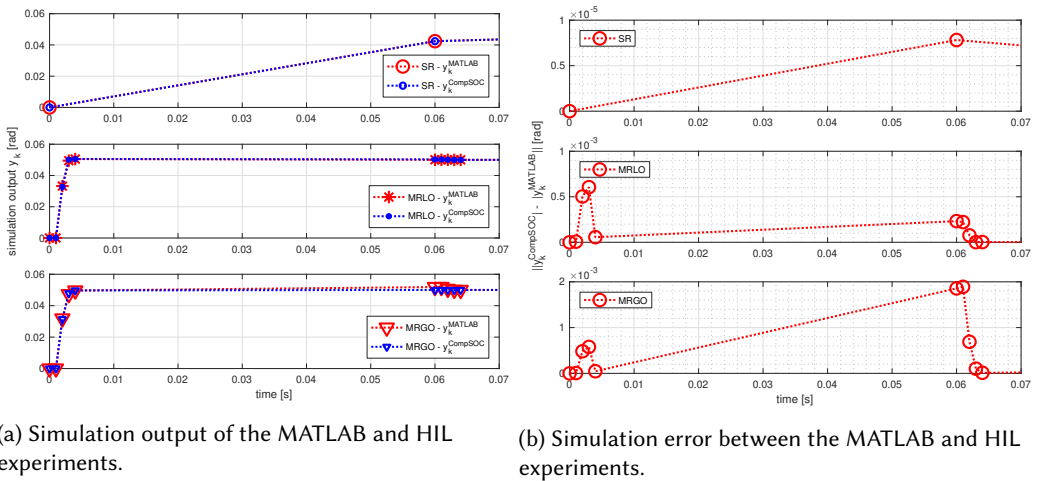 0.06
0.04
0.02
0
SR - y_k^MATLAB
SR - y_k^CompSOC
0 0.01 0.02 0.03 0.04 0.05 0.06 0.07
simulation output y_k [rad]
0.06
0.04
0.02
0
MRLO - y_k^MATLAB
MRLO - y_k^CompSOC
0 0.01 0.02 0.03 0.04 0.05 0.06 0.07
0.06
0.04
0.02
0
MRGO - y_k^MATLAB
MRGO - y_k^CompSOC
0 0.01 0.02 0.03 0.04 0.05 0.06 0.07
time [s]
(a) Simulation output of the MATLAB and HIL
experiments.
×10^-5
1
0.5
0
SR
0 0.01 0.02 0.03 0.04 0.05 0.06 0.07
||y_k^CompSOC| - |y_k^MATLAB|| [rad]
×10^-3
1
0.5
0
MRLO
0 0.01 0.02 0.03 0.04 0.05 0.06 0.07
×10^-3
2
1
0
MRGO
0 0.01 0.02 0.03 0.04 0.05 0.06 0.07
time [s]
(b) Simulation error between the MATLAB and HIL
experiments.